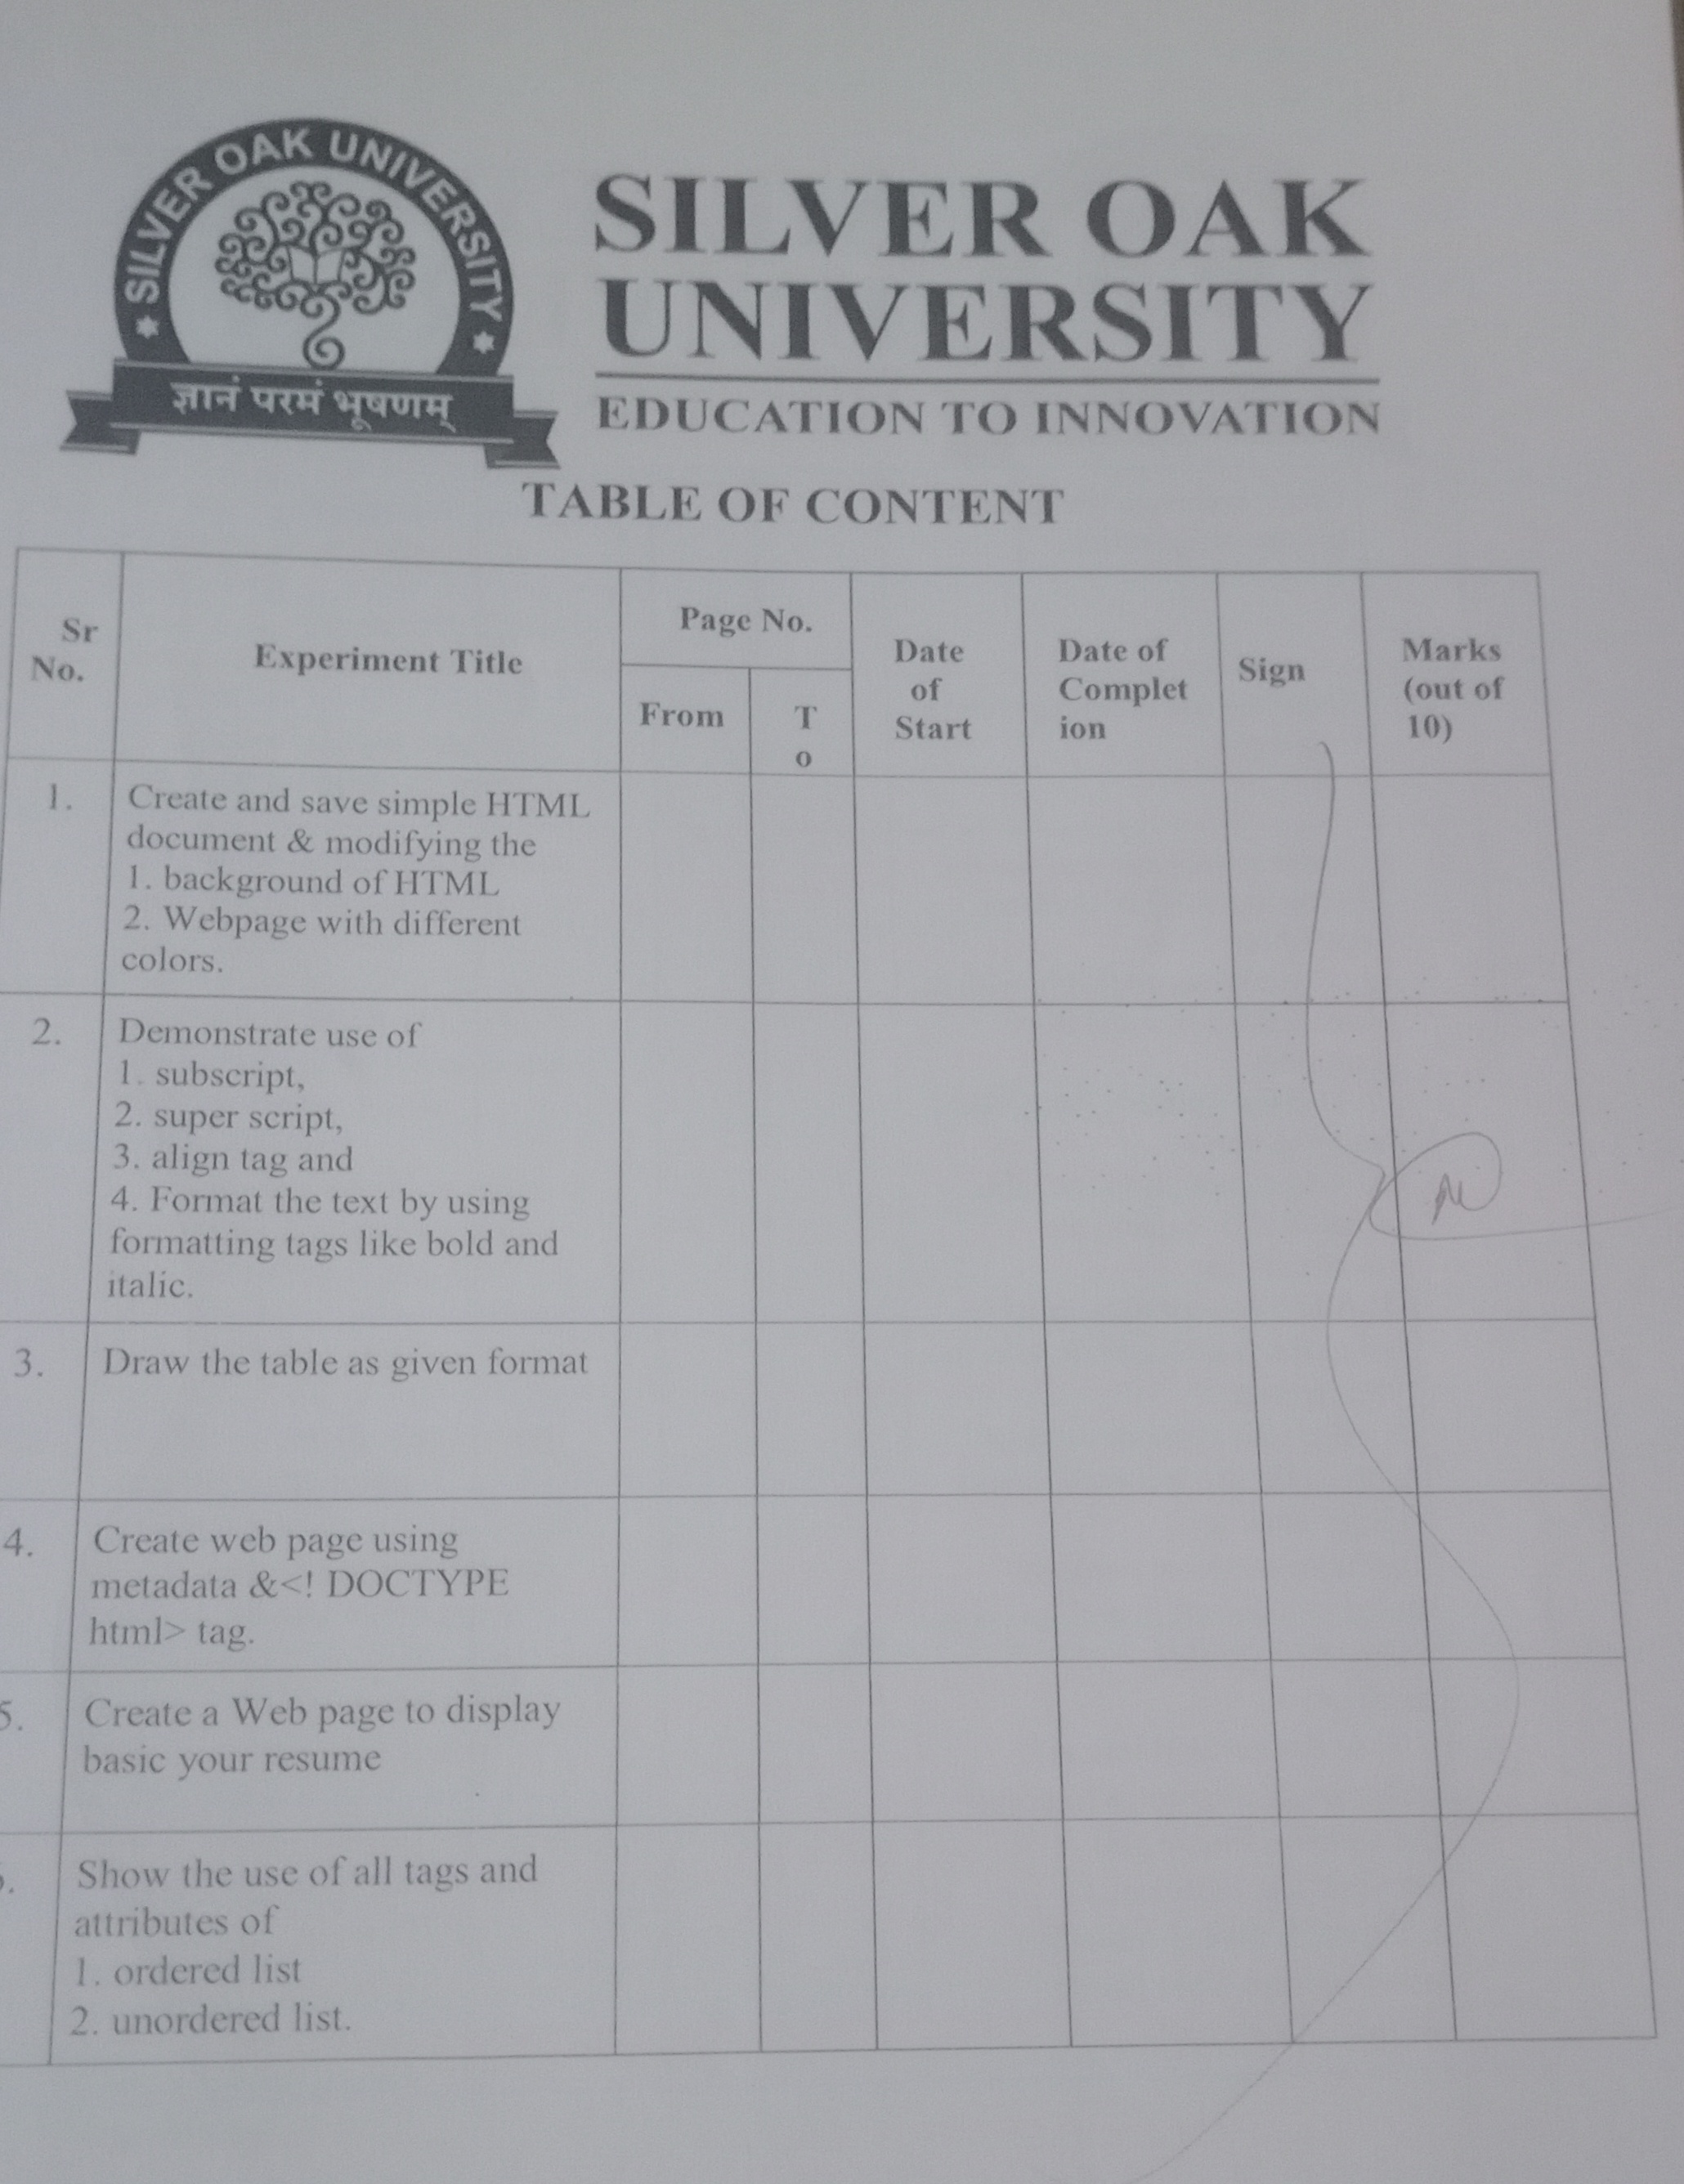 SILVER OAK UNIVERSITY
ज्ञानं परमं भूषणम्
SILVER OAK
UNIVERSITY
EDUCATION TO INNOVATION
TABLE OF CONTENT
Sr
No.
Experiment Title
Page No.
From
T
o
Date
of
Start
Date of
Complet
ion
Sign
Marks
(out of
10)
1.
Create and save simple HTML
document & modifying the
1. background of HTML
2. Webpage with different
colors.
2.
Demonstrate use of
1. subscript,
2. super script,
3. align tag and
4. Format the text by using
formatting tags like bold and
italic.
3.
Draw the table as given format
4.
Create web page using
metadata &<! DOCTYPE
html> tag.
5.
Create a Web page to display
basic your resume
Show the use of all tags and
attributes of
1. ordered list
2. unordered list.